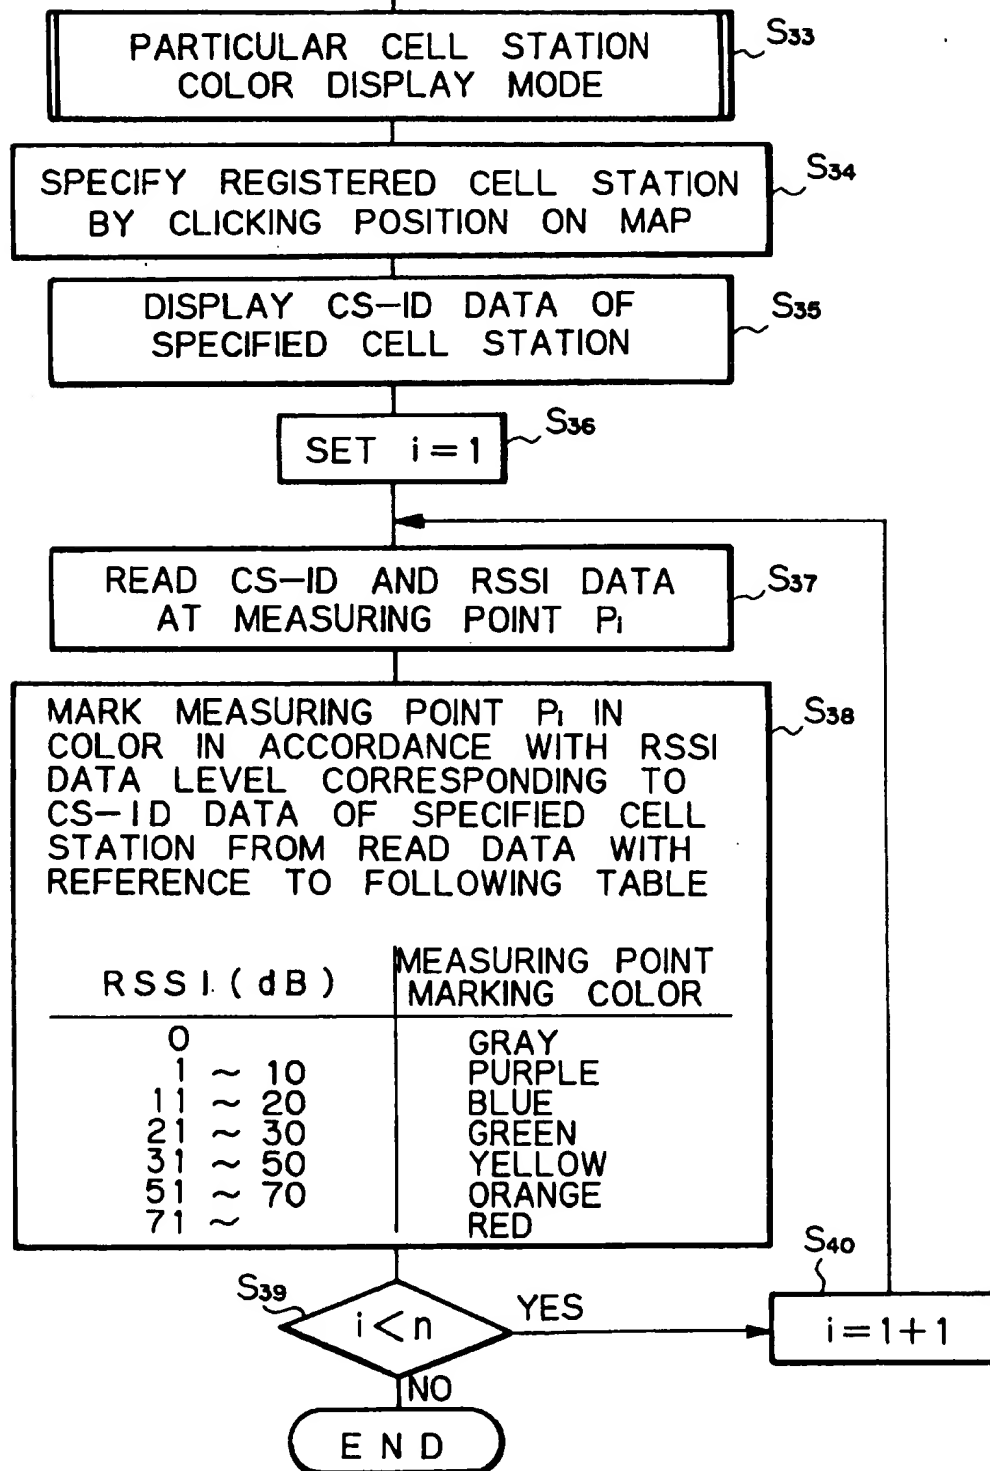 PARTICULAR CELL STATION
COLOR DISPLAY MODE
S33
SPECIFY REGISTERED CELL STATION
BY CLICKING POSITION ON MAP
S34
DISPLAY CS-ID DATA OF
SPECIFIED CELL STATION
S35
SET i=1
S36
READ CS-ID AND RSSI DATA
AT MEASURING POINT Pi
S37
MARK MEASURING POINT Pi IN
COLOR IN ACCORDANCE WITH RSSI
DATA LEVEL CORRESPONDING TO
CS-ID DATA OF SPECIFIED CELL
STATION FROM READ DATA WITH
REFERENCE TO FOLLOWING TABLE
S38
RSSI (dB) MEASURING POINT
MARKING COLOR
0 GRAY
1 ~ 10 PURPLE
11 ~ 20 BLUE
21 ~ 30 GREEN
31 ~ 50 YELLOW
51 ~ 70 ORANGE
71 ~ RED
S39
i<n
YES
S40
i=1+1
NO
END